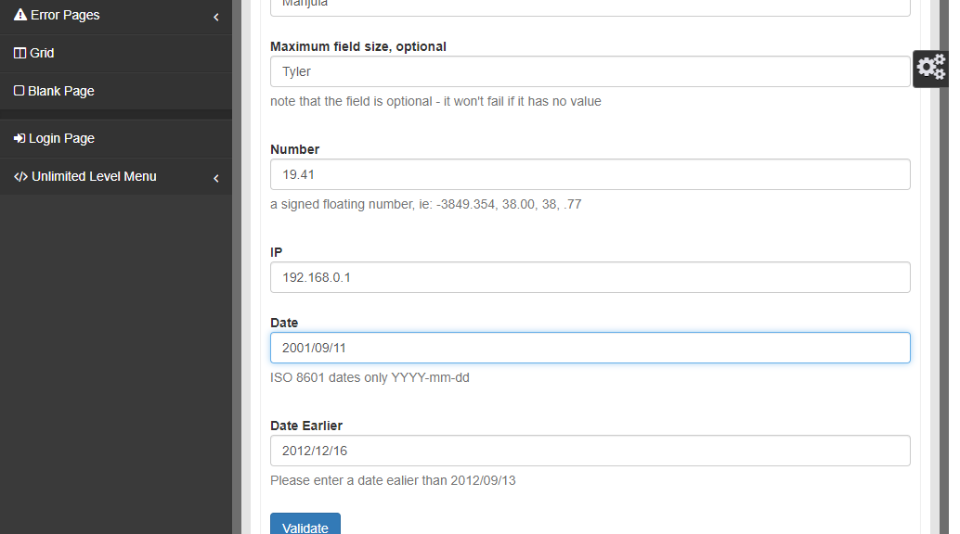 Error Pages
Grid
Blank Page
Login Page
</> Unlimited Level Menu
Manjula
Maximum field size, optional
Tyler
note that the field is optional - it won't fail if it has no value
Number
19.41
a signed floating number, ie: -3849.354, 38.00, 38, .77
IP
192.168.0.1
Date
2001/09/11
ISO 8601 dates only YYYY-mm-dd
Date Earlier
2012/12/16
Please enter a date ealier than 2012/09/13
Validate